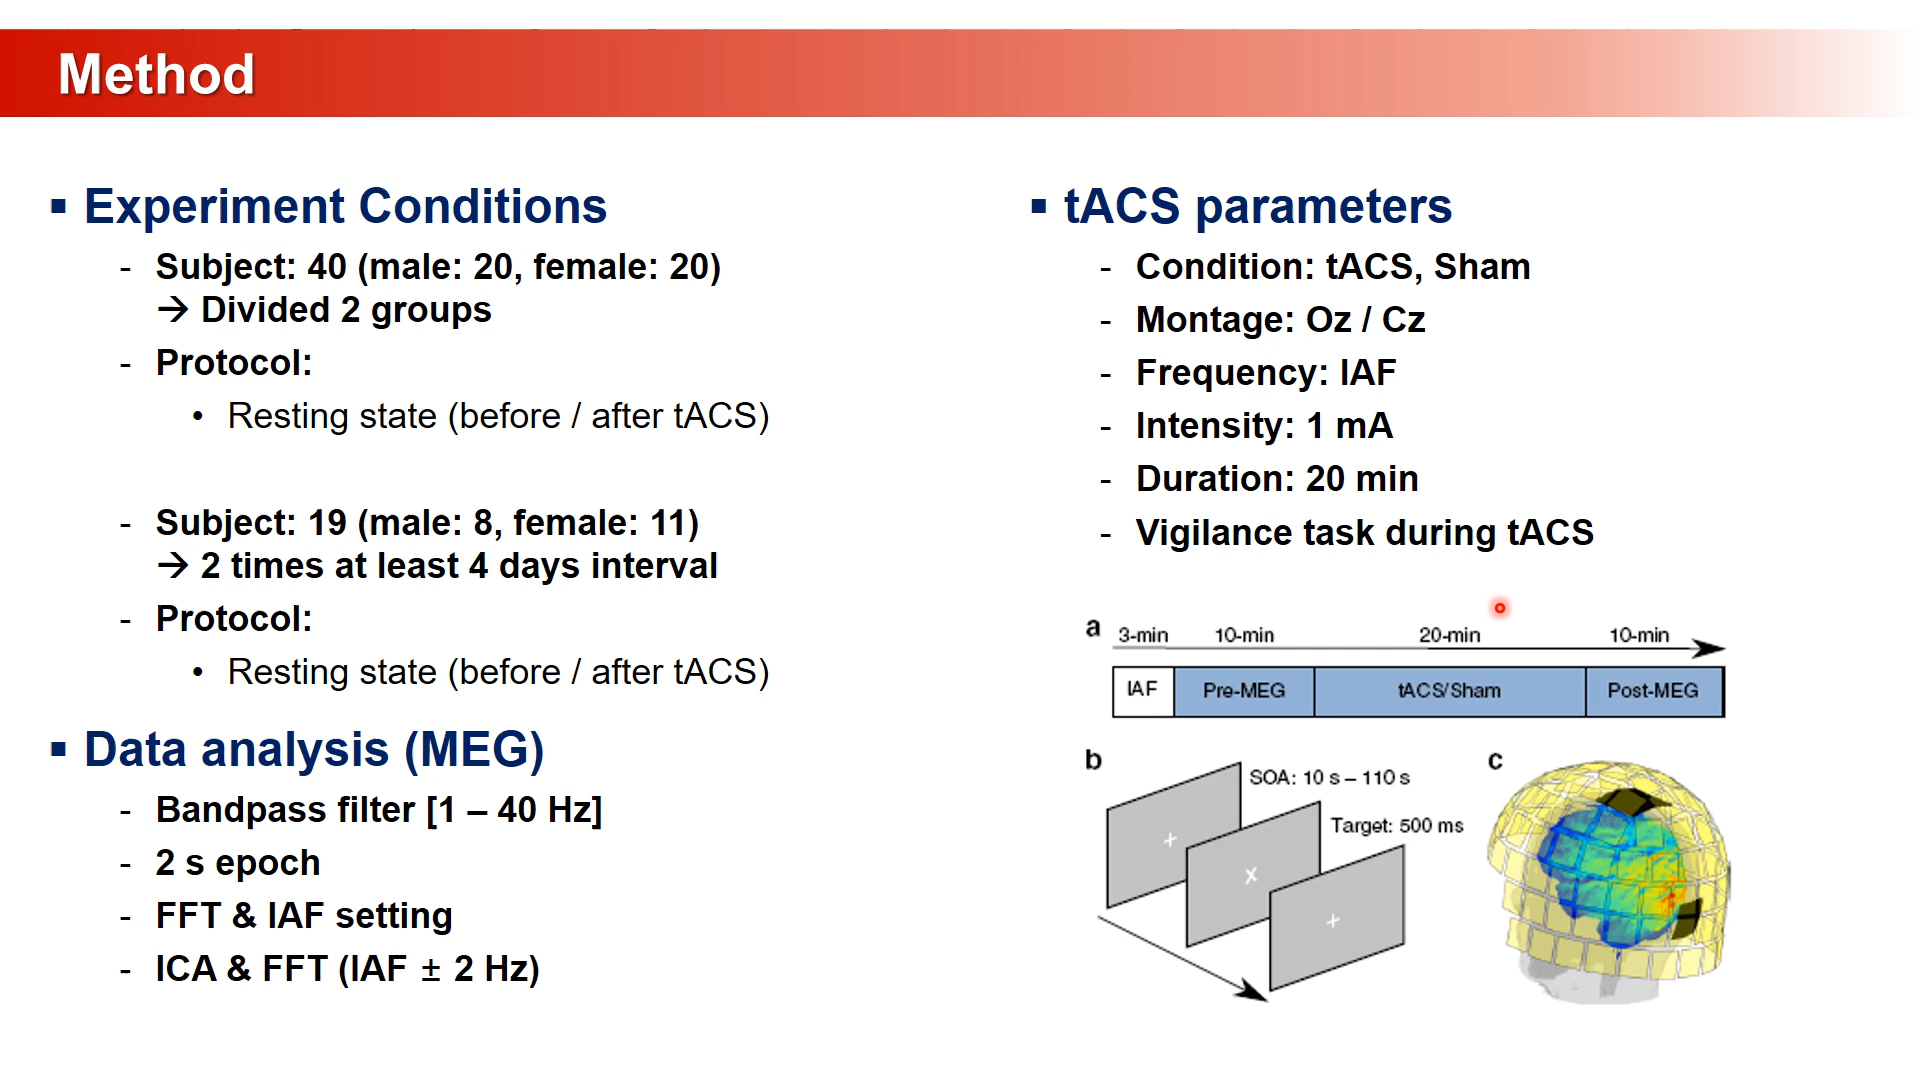 Method
▪ Experiment Conditions
- Subject: 40 (male: 20, female: 20)
→ Divided 2 groups
- Protocol:
• Resting state (before / after tACS)
- Subject: 19 (male: 8, female: 11)
→ 2 times at least 4 days interval
- Protocol:
• Resting state (before / after tACS)
▪ Data analysis (MEG)
- Bandpass filter [1 – 40 Hz]
- 2 s epoch
- FFT & IAF setting
- ICA & FFT (IAF ± 2 Hz)
▪ tACS parameters
- Condition: tACS, Sham
- Montage: Oz / Cz
- Frequency: IAF
- Intensity: 1 mA
- Duration: 20 min
- Vigilance task during tACS
a
3-min 10-min 20-min 10-min
IAF Pre-MEG tACS/Sham Post-MEG
b
SOA: 10 s – 110 s
Target: 500 ms
+
x
+
c